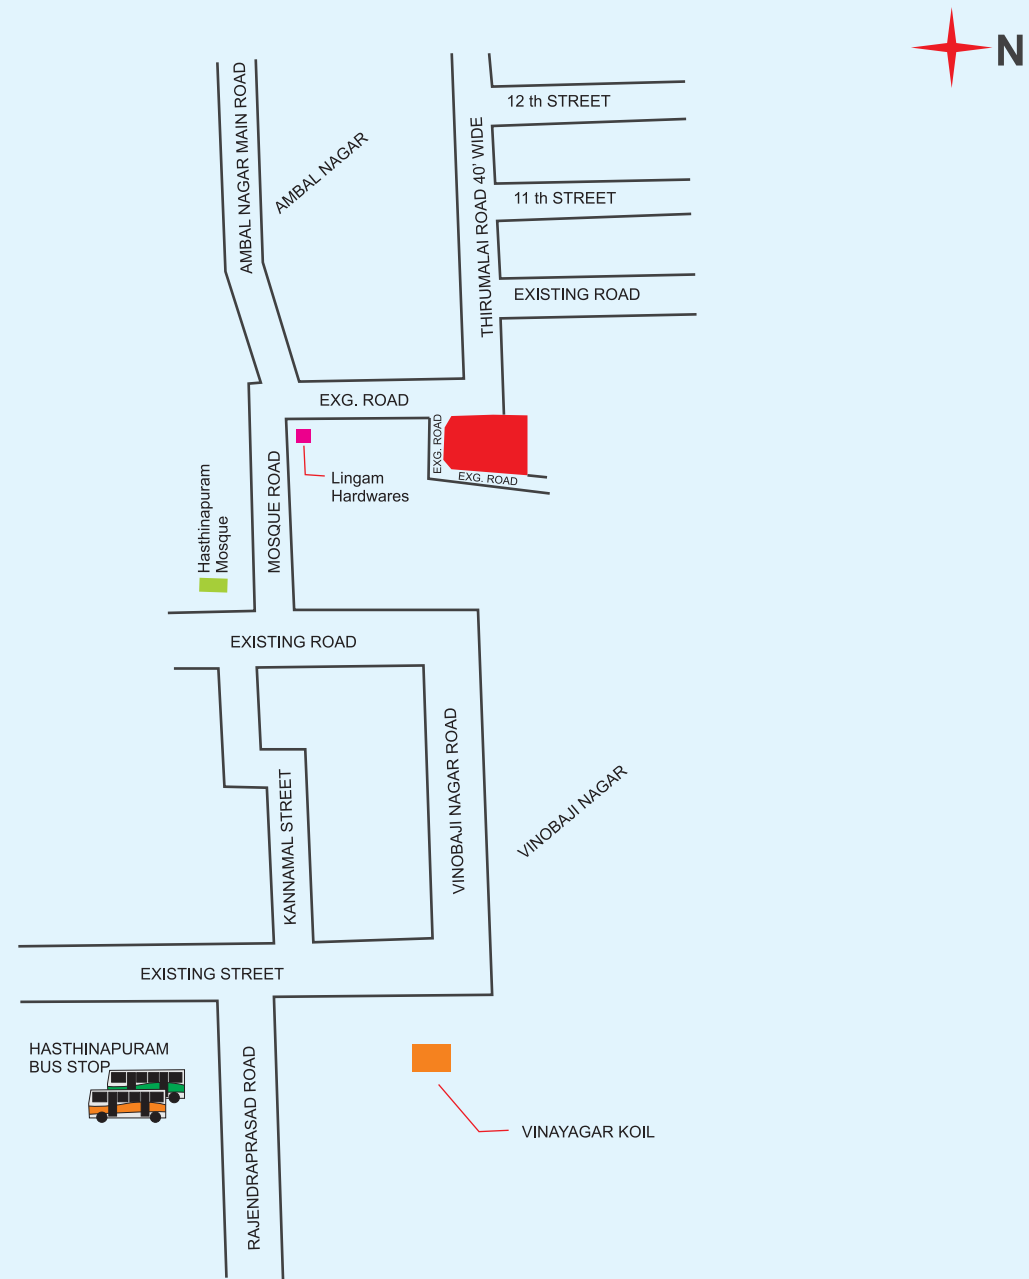 N
12 th STREET
AMBAL NAGAR MAIN ROAD
AMBAL NAGAR
THIRUMALAI ROAD 40' WIDE
11 th STREET
EXISTING ROAD
EXG. ROAD
EXG. ROAD
EXG. ROAD
Lingam
Hardwares
MOSQUE ROAD
Hasthinapuram
Mosque
EXISTING ROAD
VINOBAJI NAGAR ROAD
VINOBAJI NAGAR
KANNAMAL STREET
EXISTING STREET
HASTHINAPURAM
BUS STOP
RAJENDRAPRASAD ROAD
VINAYAGAR KOIL